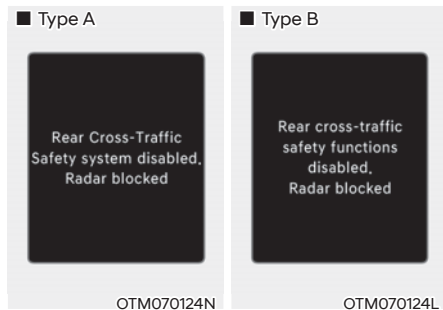 ■ Type A
Rear Cross-Traffic
Safety system disabled.
Radar blocked
OTM070124N
■ Type B
Rear cross-traffic
safety functions
disabled.
Radar blocked
OTM070124L